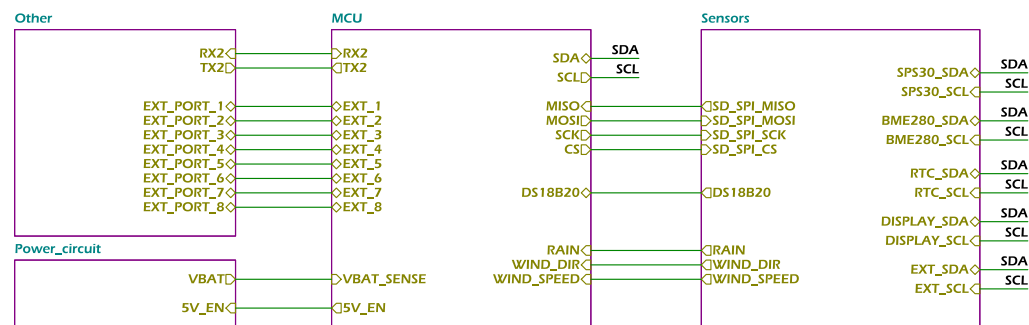 Other
MCU
Sensors
RX2
TX2
EXT_PORT_1
EXT_PORT_2
EXT_PORT_3
EXT_PORT_4
EXT_PORT_5
EXT_PORT_6
EXT_PORT_7
EXT_PORT_8
Power_circuit
VBAT
5V_EN
RX2
TX2
EXT_1
EXT_2
EXT_3
EXT_4
EXT_5
EXT_6
EXT_7
EXT_8
VBAT_SENSE
5V_EN
SDA SDA
SCL SCL
MISO
MOSI
SCK
CS
DS18B20
RAIN
WIND_DIR
WIND_SPEED
SD_SPI_MISO
SD_SPI_MOSI
SD_SPI_SCK
SD_SPI_CS
DS18B20
RAIN
WIND_DIR
WIND_SPEED
SPS30_SDA SDA
SPS30_SCL SCL
BME280_SDA SDA
BME280_SCL SCL
RTC_SDA SDA
RTC_SCL SCL
DISPLAY_SDA SDA
DISPLAY_SCL SCL
EXT_SDA SDA
EXT_SCL SCL